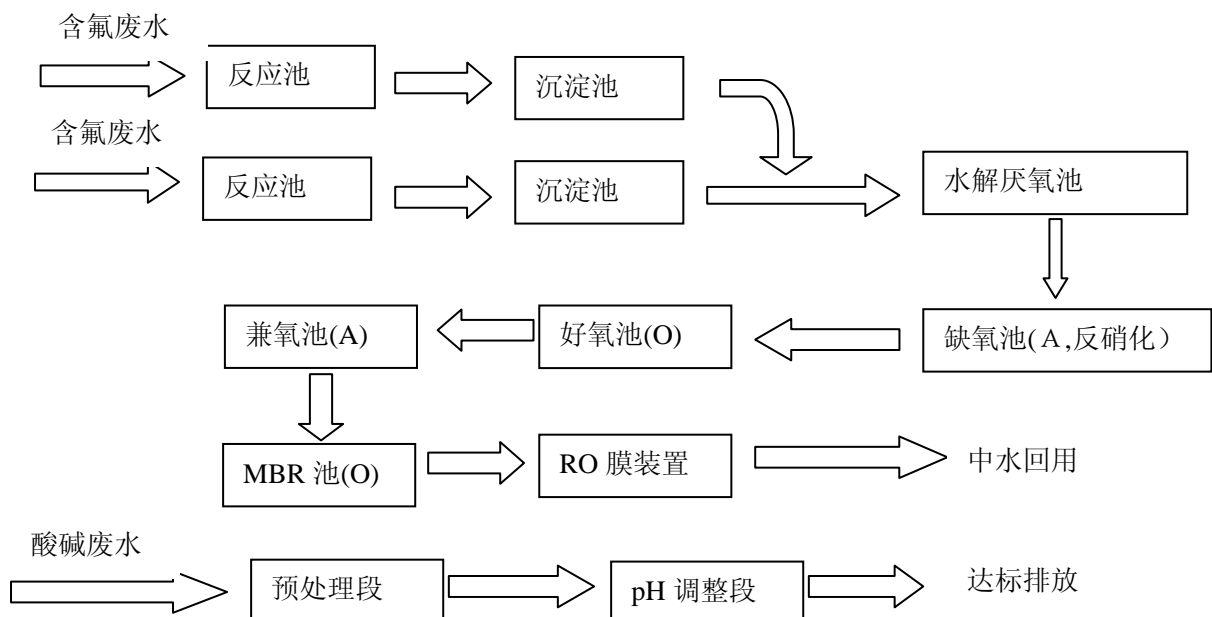 含氟废水
反应池
沉淀池
含氟废水
反应池
沉淀池
水解厌氧池
兼氧池(A)
好氧池(O)
缺氧池(Ａ,反硝化）
MBR 池(O)
RO 膜装置
中水回用
酸碱废水
预处理段
pH 调整段
达标排放